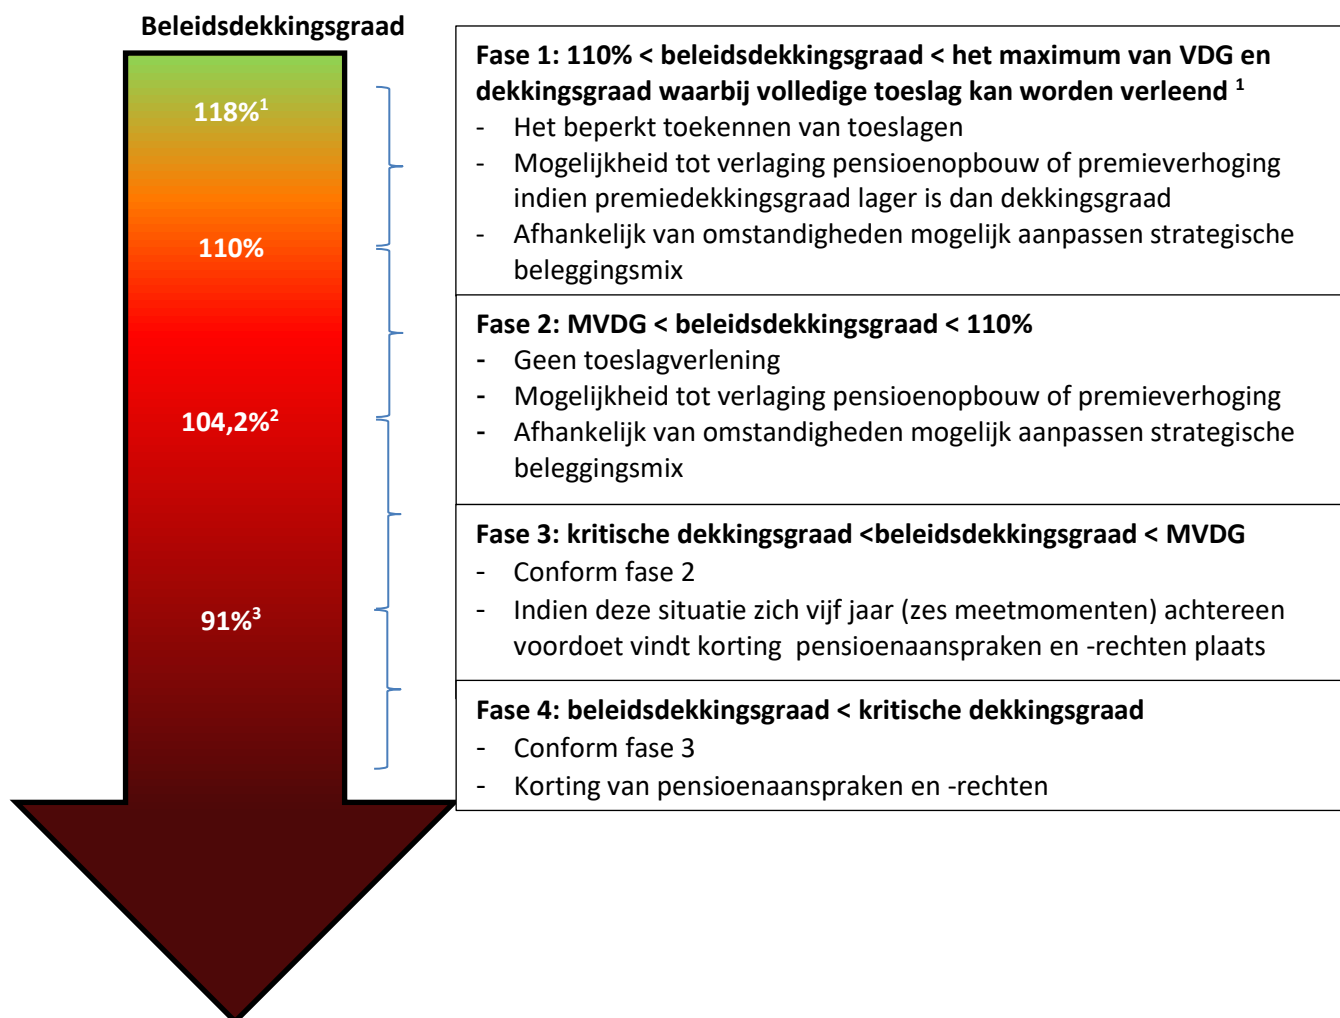 Beleidsdekkingsgraad
118%¹
110%
104,2%²
91%³
Fase 1: 110% < beleidsdekkingsgraad < het maximum van VDG en
dekkingsgraad waarbij volledige toeslag kan worden verleend ¹
- Het beperkt toekennen van toeslagen
- Mogelijkheid tot verlaging pensioenopbouw of premieverhoging
indien premiedekkingsgraad lager is dan dekkingsgraad
- Afhankelijk van omstandigheden mogelijk aanpassen strategische
beleggingsmix
Fase 2: MVDG < beleidsdekkingsgraad < 110%
- Geen toeslagverlening
- Mogelijkheid tot verlaging pensioenopbouw of premieverhoging
- Afhankelijk van omstandigheden mogelijk aanpassen strategische
beleggingsmix
Fase 3: kritische dekkingsgraad <beleidsdekkingsgraad < MVDG
- Conform fase 2
- Indien deze situatie zich vijf jaar (zes meetmomenten) achtereen
voordoet vindt korting pensioenaanspraken en -rechten plaats
Fase 4: beleidsdekkingsgraad < kritische dekkingsgraad
- Conform fase 3
- Korting van pensioenaanspraken en -rechten